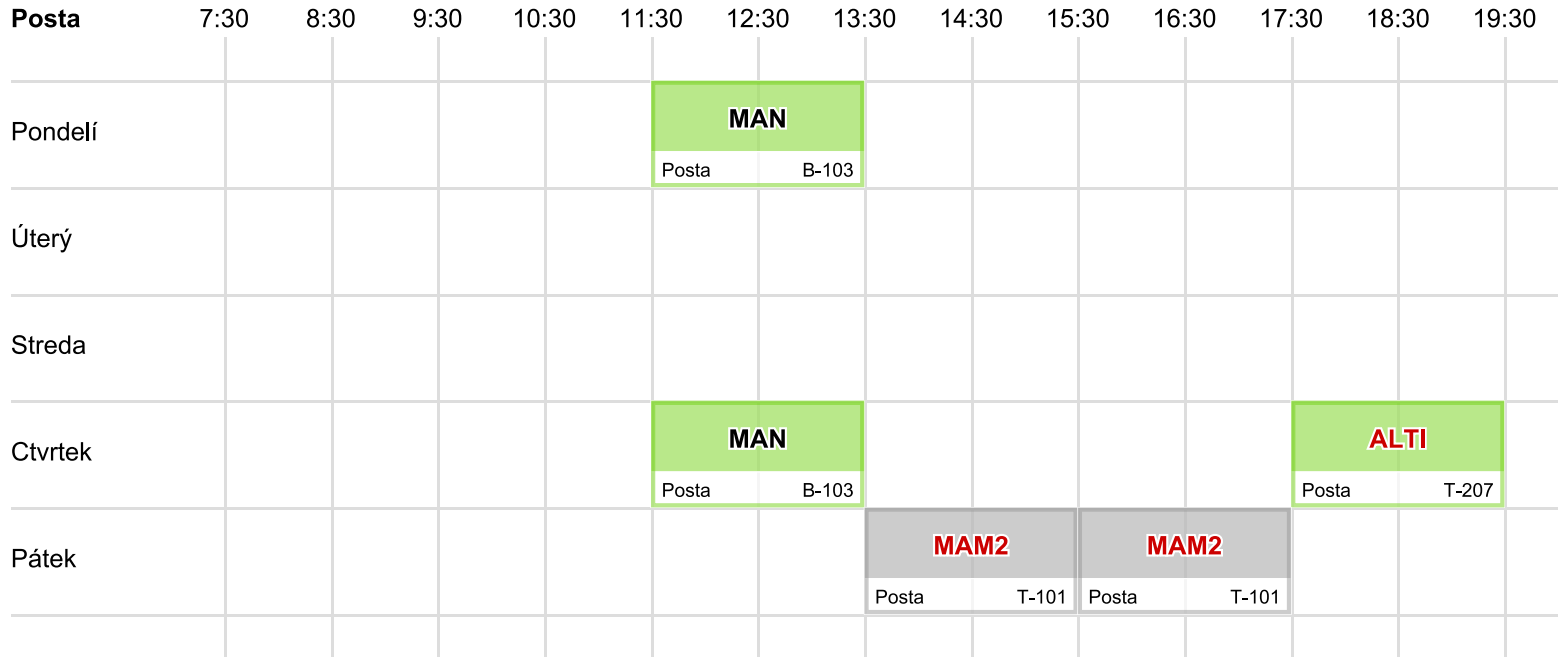 Posta 7:30 8:30 9:30 10:30 11:30 12:30 13:30 14:30 15:30 16:30 17:30 18:30 19:30
Pondelí
MAN
Posta B-103
Úterý
Streda
Ctvrtek
MAN
Posta B-103
ALTI
Posta T-207
Pátek
MAM2
Posta T-101
MAM2
Posta T-101